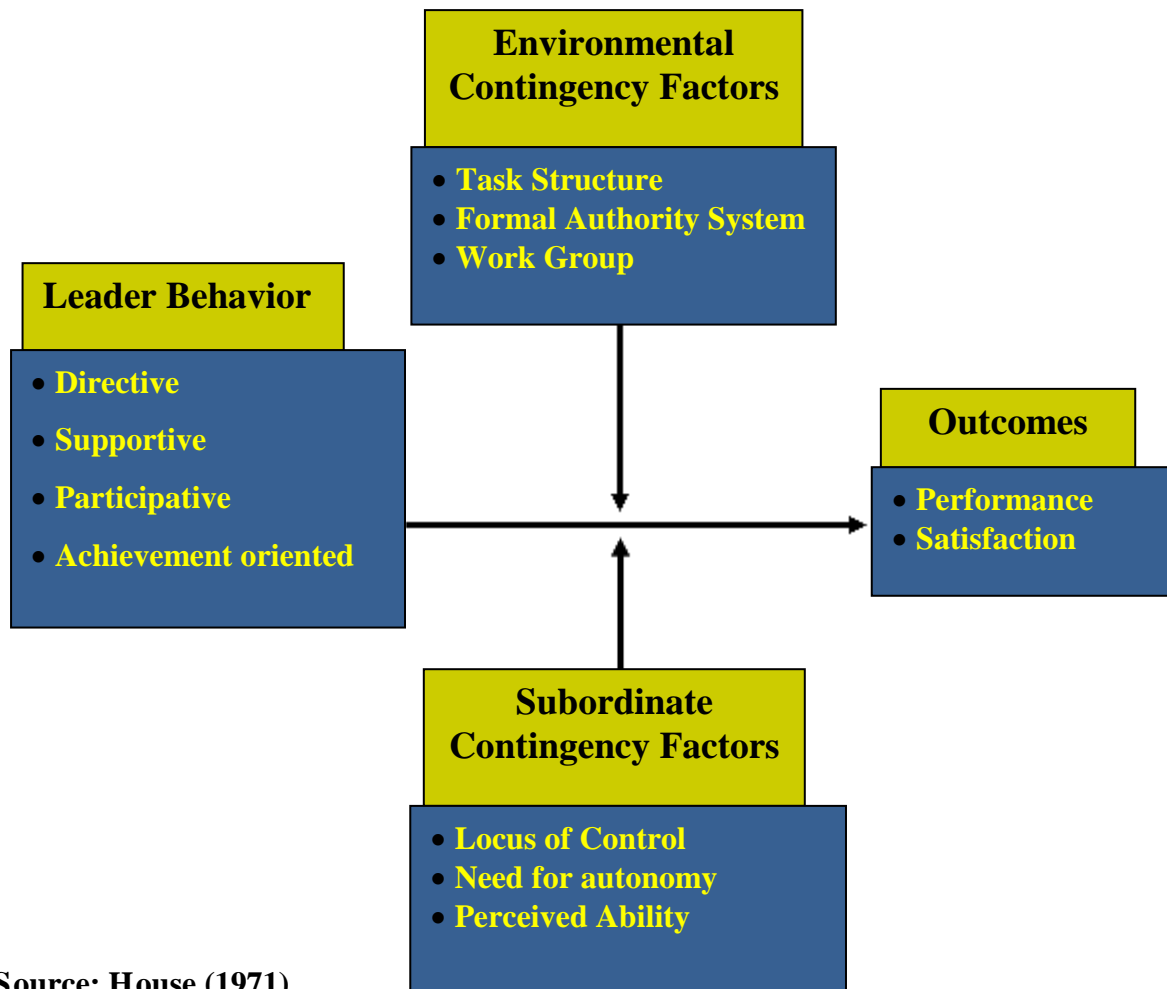 Environmental
Contingency Factors
• Task Structure
• Formal Authority System
• Work Group
Leader Behavior
• Directive
• Supportive
• Participative
• Achievement oriented
Outcomes
• Performance
• Satisfaction
Subordinate
Contingency Factors
• Locus of Control
• Need for autonomy
• Perceived Ability
Source: House (1971)